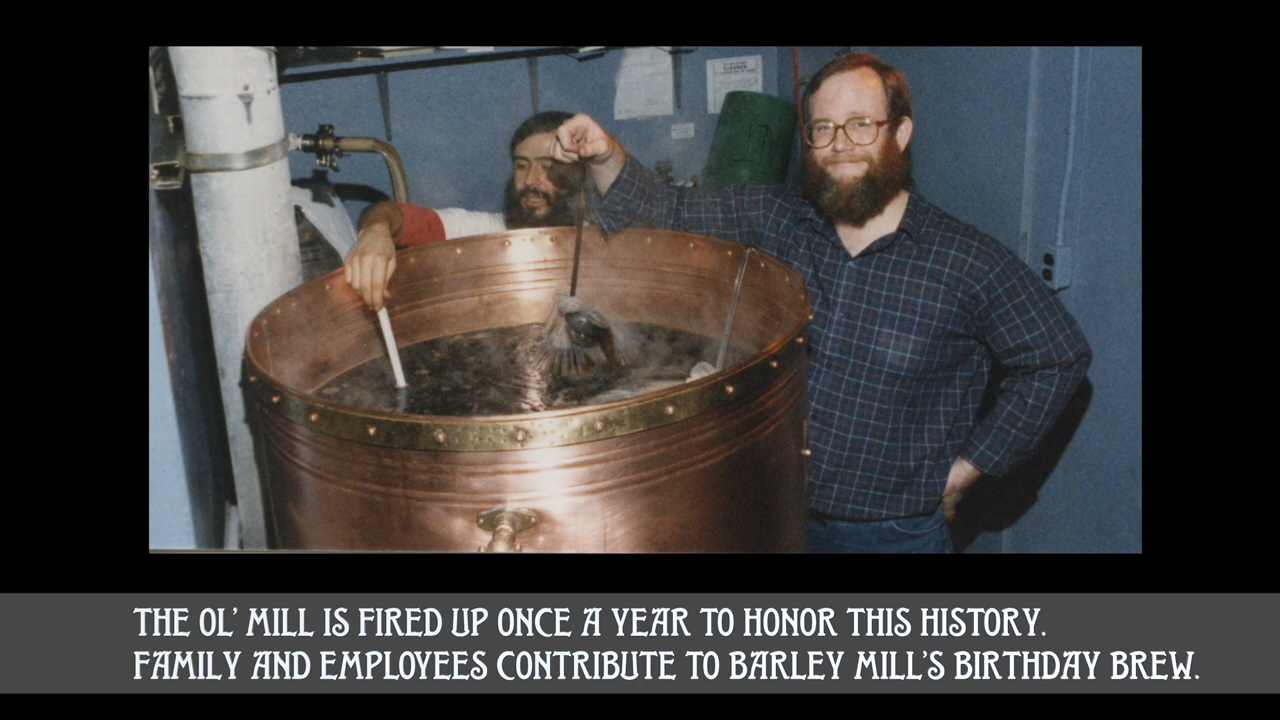 THE OL' MILL IS FIRED UP ONCE A YEAR TO HONOR THIS HISTORY.
FAMILY AND EMPLOYEES CONTRIBUTE TO BARLEY MILL'S BIRTHDAY BREW.